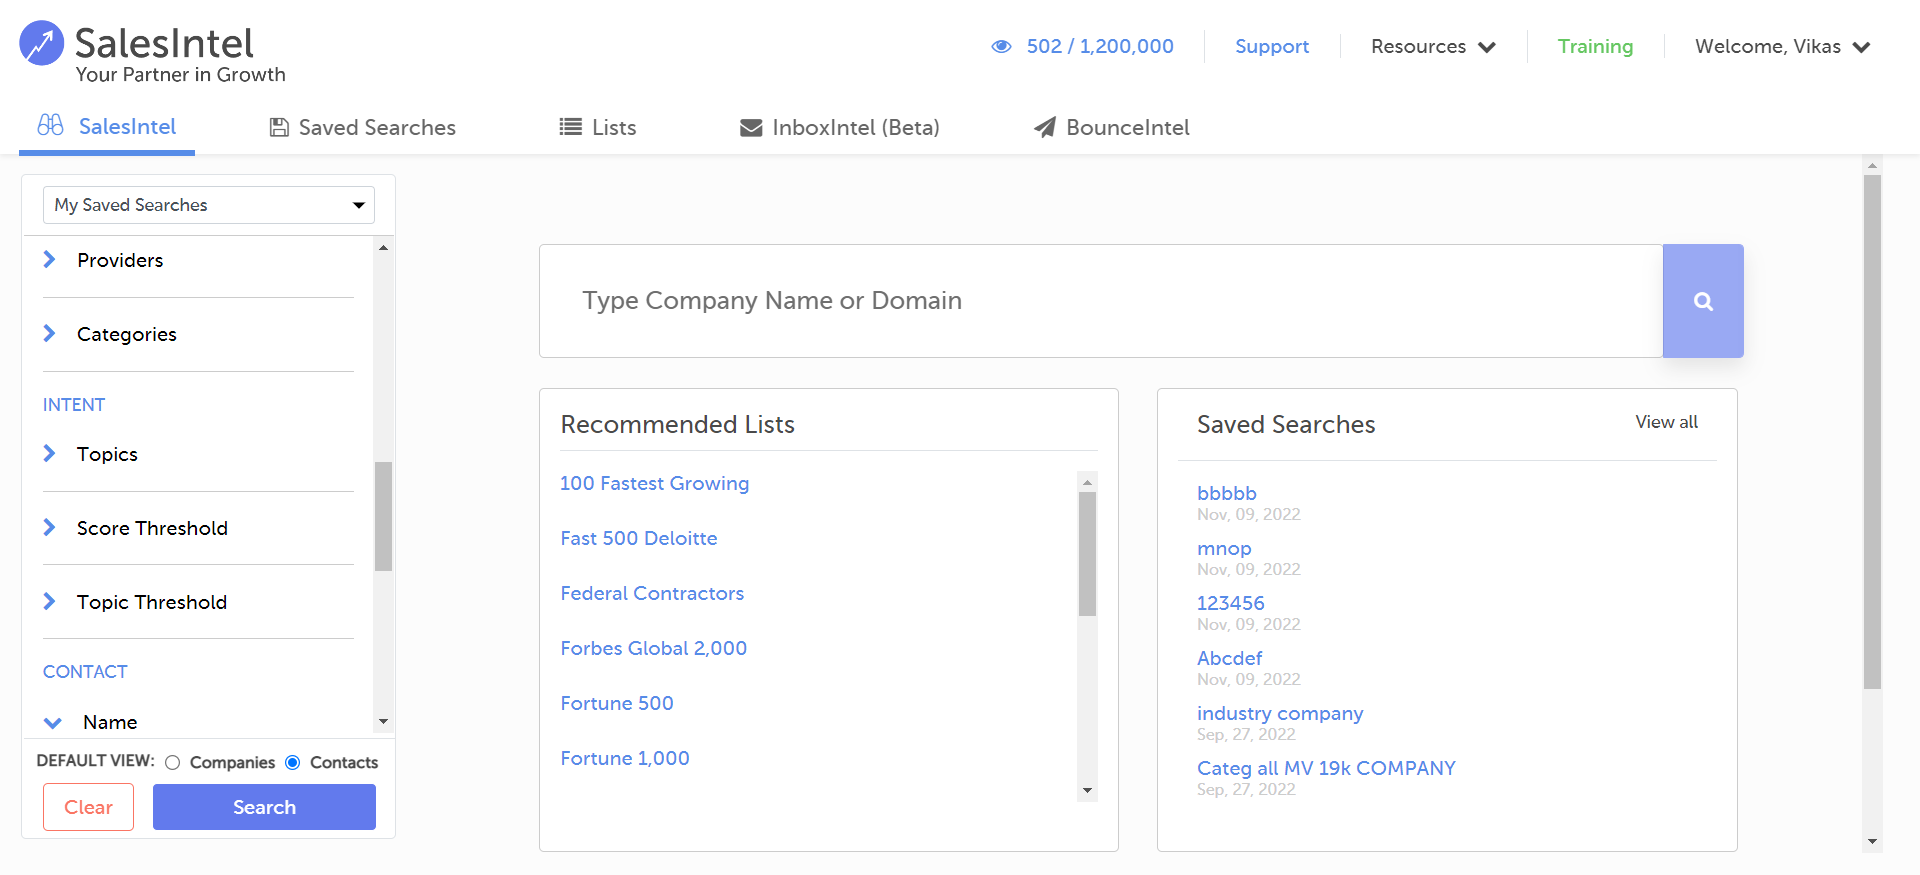 SalesIntel
Your Partner in Growth
502 / 1,200,000
Support
Resources
Training
Welcome, Vikas
SalesIntel
Saved Searches
Lists
InboxIntel (Beta)
BounceIntel
My Saved Searches
Providers
Categories
INTENT
Topics
Score Threshold
Topic Threshold
CONTACT
Name
DEFAULT VIEW: Companies Contacts
Clear
Search
Type Company Name or Domain
Recommended Lists
100 Fastest Growing
Fast 500 Deloitte
Federal Contractors
Forbes Global 2,000
Fortune 500
Fortune 1,000
Saved Searches
View all
bbbbb
Nov, 09, 2022
mnop
Nov, 09, 2022
123456
Nov, 09, 2022
Abcdef
Nov, 09, 2022
industry company
Sep, 27, 2022
Categ all MV 19k COMPANY
Sep, 27, 2022